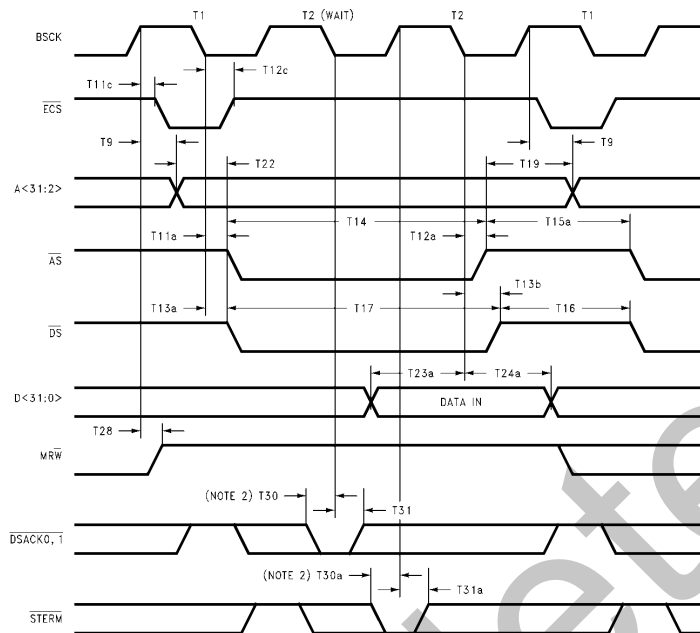 T1 T2 (WAIT) T2 T1
BSCK
T12c
T11c
ECS
T9 T9
T22 T19
A<31:2>
T14 T15a
T11a T12a
AS
T13b
T13a T17 T16
DS
T23a T24a
D<31:0> DATA IN
T28
MRW
(NOTE 2) T30
T31
DSACK0, 1
(NOTE 2) T30a
T31a
STERM
ete